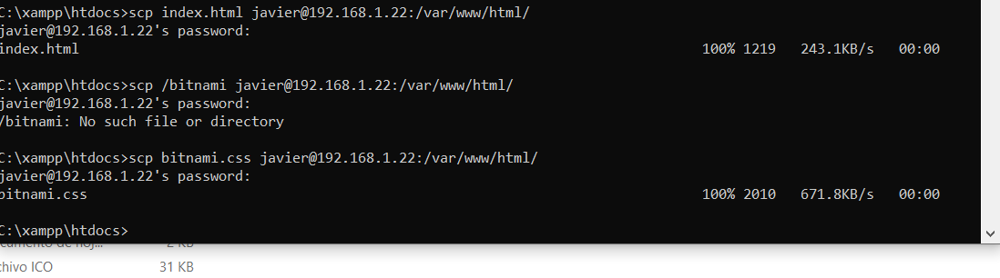 C:\xampp\htdocs>scp index.html javier@192.168.1.22:/var/www/html/
javier@192.168.1.22's password:
index.html 100% 1219 243.1KB/s 00:00
C:\xampp\htdocs>scp /bitnami javier@192.168.1.22:/var/www/html/
javier@192.168.1.22's password:
/bitnami: No such file or directory
C:\xampp\htdocs>scp bitnami.css javier@192.168.1.22:/var/www/html/
javier@192.168.1.22's password:
bitnami.css 100% 2010 671.8KB/s 00:00
C:\xampp\htdocs>
2 KB
chivo ICO 31 KB